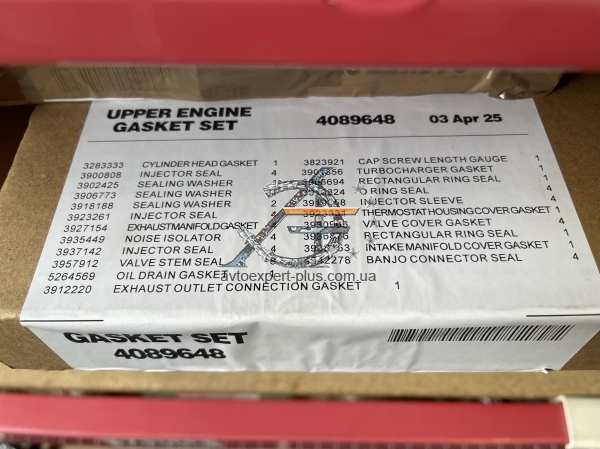 UPPER ENGINE
GASKET SET 4089648 03 Apr 25
3283333 CYLINDER HEAD GASKET 1 3823921 CAP SCREW LENGTH GAUGE 1
3900808 INJECTOR SEAL 4 TURBOCHARGER GASKET 1
3902425 SEALING WASHER RECTANGULAR RING SEAL 1
3906773 SEALING WASHER O RING SEAL 4
3918188 SEALING WASHER 2 INJECTOR SLEEVE 4
3923261 INJECTOR SEAL 4 THERMOSTAT HOUSING COVER GASKET 1
3927154 EXHAUST MANIFOLD GASKET 4 VALVE COVER GASKET 4
3935449 NOISE ISOLATOR RECTANGULAR RING SEAL 1
3937142 INJECTOR SEAL 4 INTAKE MANIFOLD COVER GASKET 1
3957912 VALVE STEM SEAL 8 BANJO CONNECTOR SEAL 4
5264569 OIL DRAIN GASKET
avtoexpert-plus.com.ua
3912220 EXHAUST OUTLET CONNECTION GASKET 1
GASKET SET
4089648